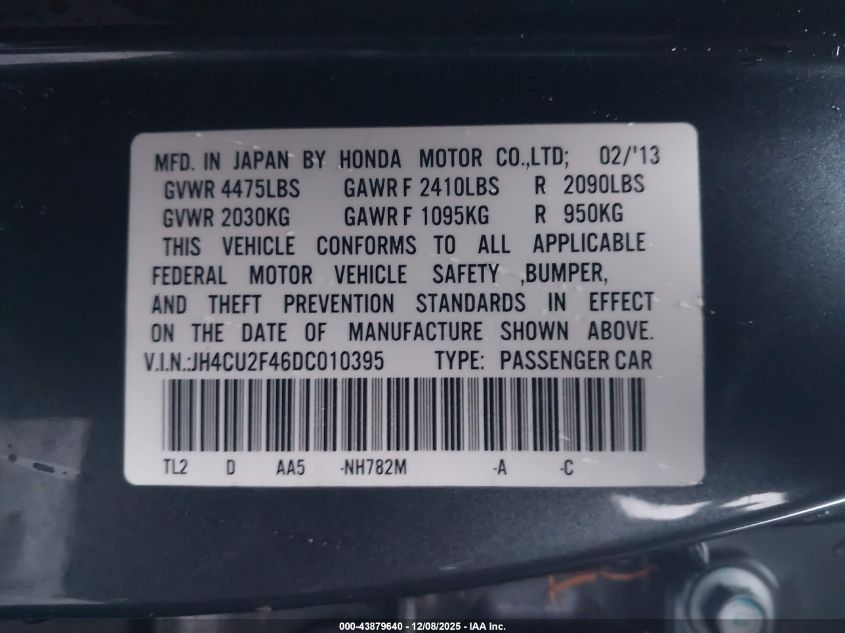 MFD. IN JAPAN BY HONDA MOTOR CO.,LTD; 02/'13
GVWR 4475LBS GAWR F 2410LBS R 2090LBS
GVWR 2030KG GAWR F 1095KG R 950KG
THIS VEHICLE CONFORMS TO ALL APPLICABLE
FEDERAL MOTOR VEHICLE SAFETY ,BUMPER,
AND THEFT PREVENTION STANDARDS IN EFFECT
ON THE DATE OF MANUFACTURE SHOWN ABOVE.
V.I.N.:JH4CU2F46DC010395 TYPE: PASSENGER CAR
TL2 D AA5 -NH782M -A -C
000-43879640 - 12/08/2025 - IAA Inc.